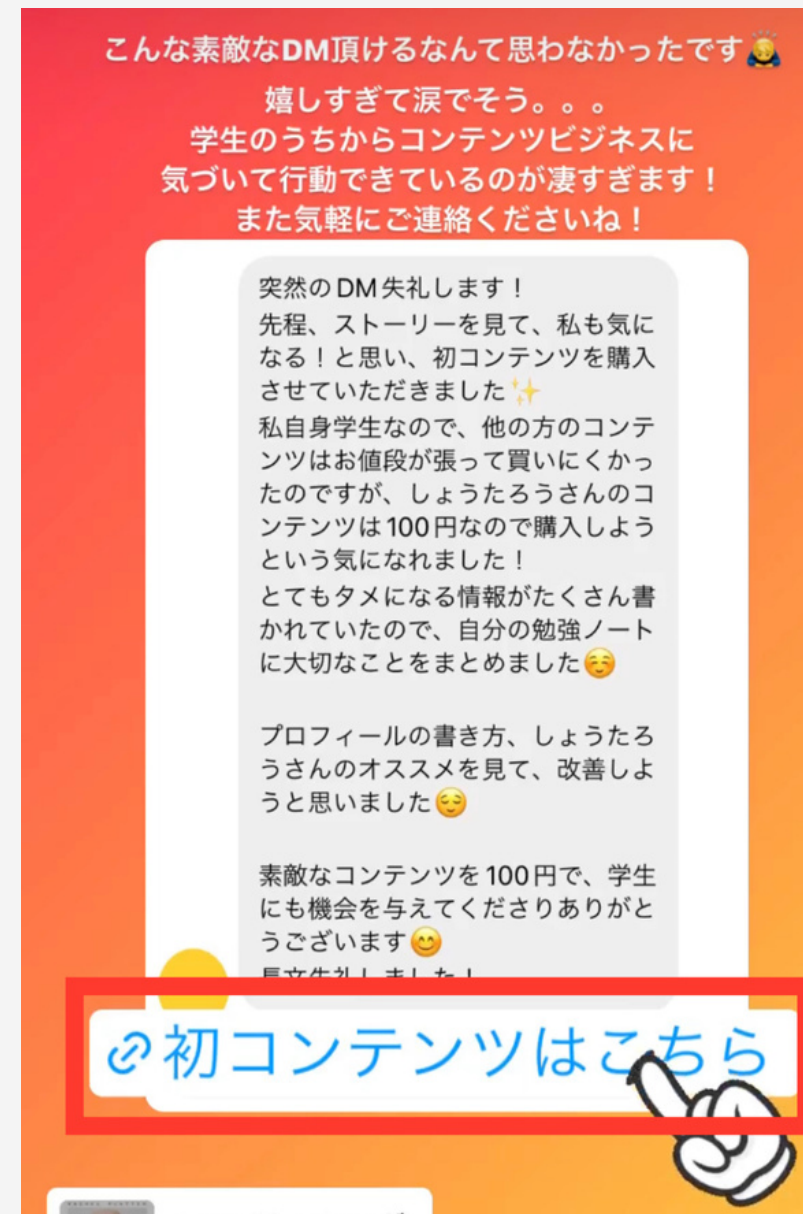 こんな素敵なDM頂けるなんて思わなかったです🙇
嬉しすぎて涙でそう。。。
学生のうちからコンテンツビジネスに
気づいて行動できているのが凄すぎます!
また気軽にご連絡くださいね!
突然のDM失礼します!
先程、ストーリーを見て、私も気に
なる!と思い、初コンテンツを購入
させていただきました✨
私自身学生なので、他の方のコンテ
ンツはお値段が張って買いにくかっ
たのですが、しょうたろうさんのコ
ンテンツは100円なので購入しよう
という気になれました!
とてもタメになる情報がたくさん書
かれていたので、自分の勉強ノート
に大切なことをまとめました☺️
プロフィールの書き方、しょうたろ
うさんのオススメを見て、改善しよ
うと思いました😌
素敵なコンテンツを100円で、学生
にも機会を与えてくださりありがと
うございます😊
長文失礼しました!
初コンテンツはこちら